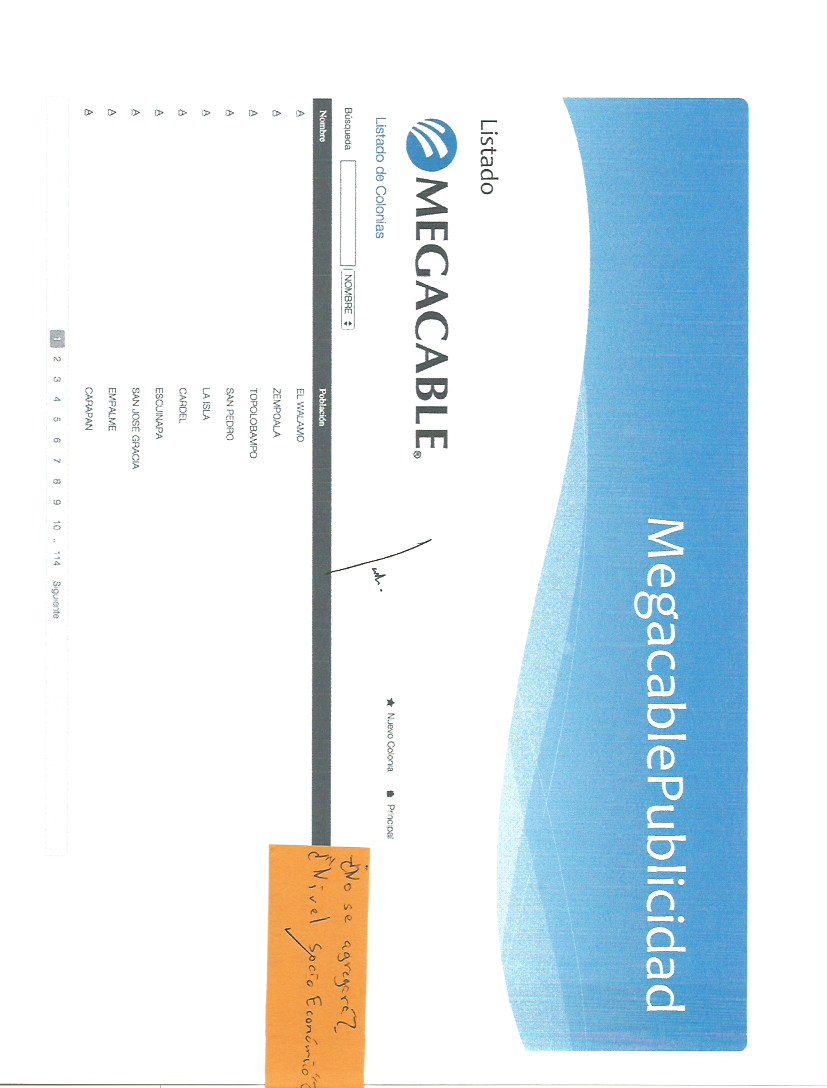 MegacablePublicidad
Listado
MEGACABLE®
Listado de Colonias
★ Nuevo Colonia Principal
Búsqueda NOMBRE
Nombre Población
A EL WALAMO
A ZEMPOALA
A TOPOLOBAMPO
A SAN PEDRO
A LA ISLA
A CARDEL
A ESCUINAPA
A SAN JOSÉ GRACIA
A EMPALME
A CARAPAN
1 2 3 4 5 6 7 8 9 10 .. 114 Siguiente
¿No se agregará?
"Nivel Socio Económico"